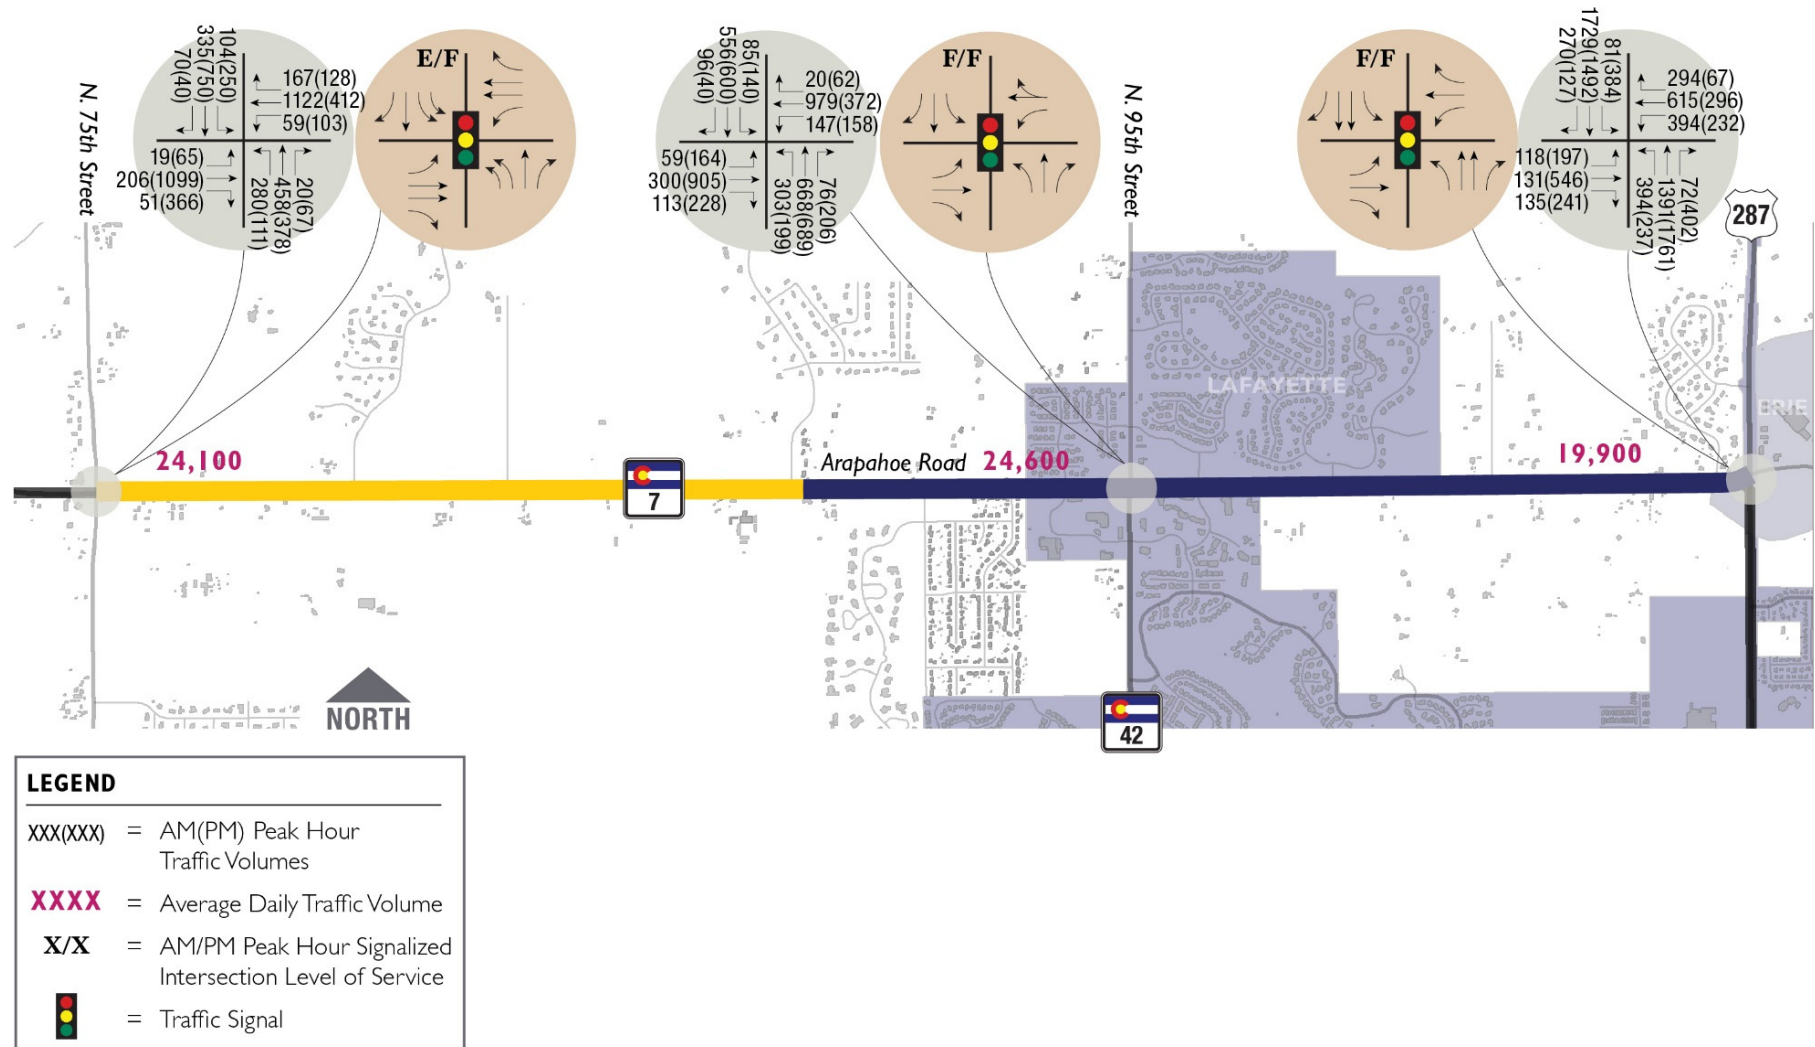 N. 75th Street
70(40)
335(750)
104(250)
167(128)
1122(412)
59(103)
19(65)
206(1099)
51(366)
280(111)
458(378)
20(67)
E/F
96(40)
556(600)
85(140)
20(62)
979(372)
147(158)
59(164)
300(905)
113(228)
303(199)
668(689)
76(206)
F/F
N. 95th Street
F/F
270(127)
1729(1492)
81(384)
294(67)
615(296)
394(232)
118(197)
131(546)
135(241)
394(237)
1391(1761)
72(402)
287
LAFAYETTE
ERIE
24,100
Arapahoe Road
24,600
19,900
7
NORTH
42
LEGEND
XXX(XXX) = AM(PM) Peak Hour
Traffic Volumes
XXXX = Average Daily Traffic Volume
X/X = AM/PM Peak Hour Signalized
Intersection Level of Service
= Traffic Signal